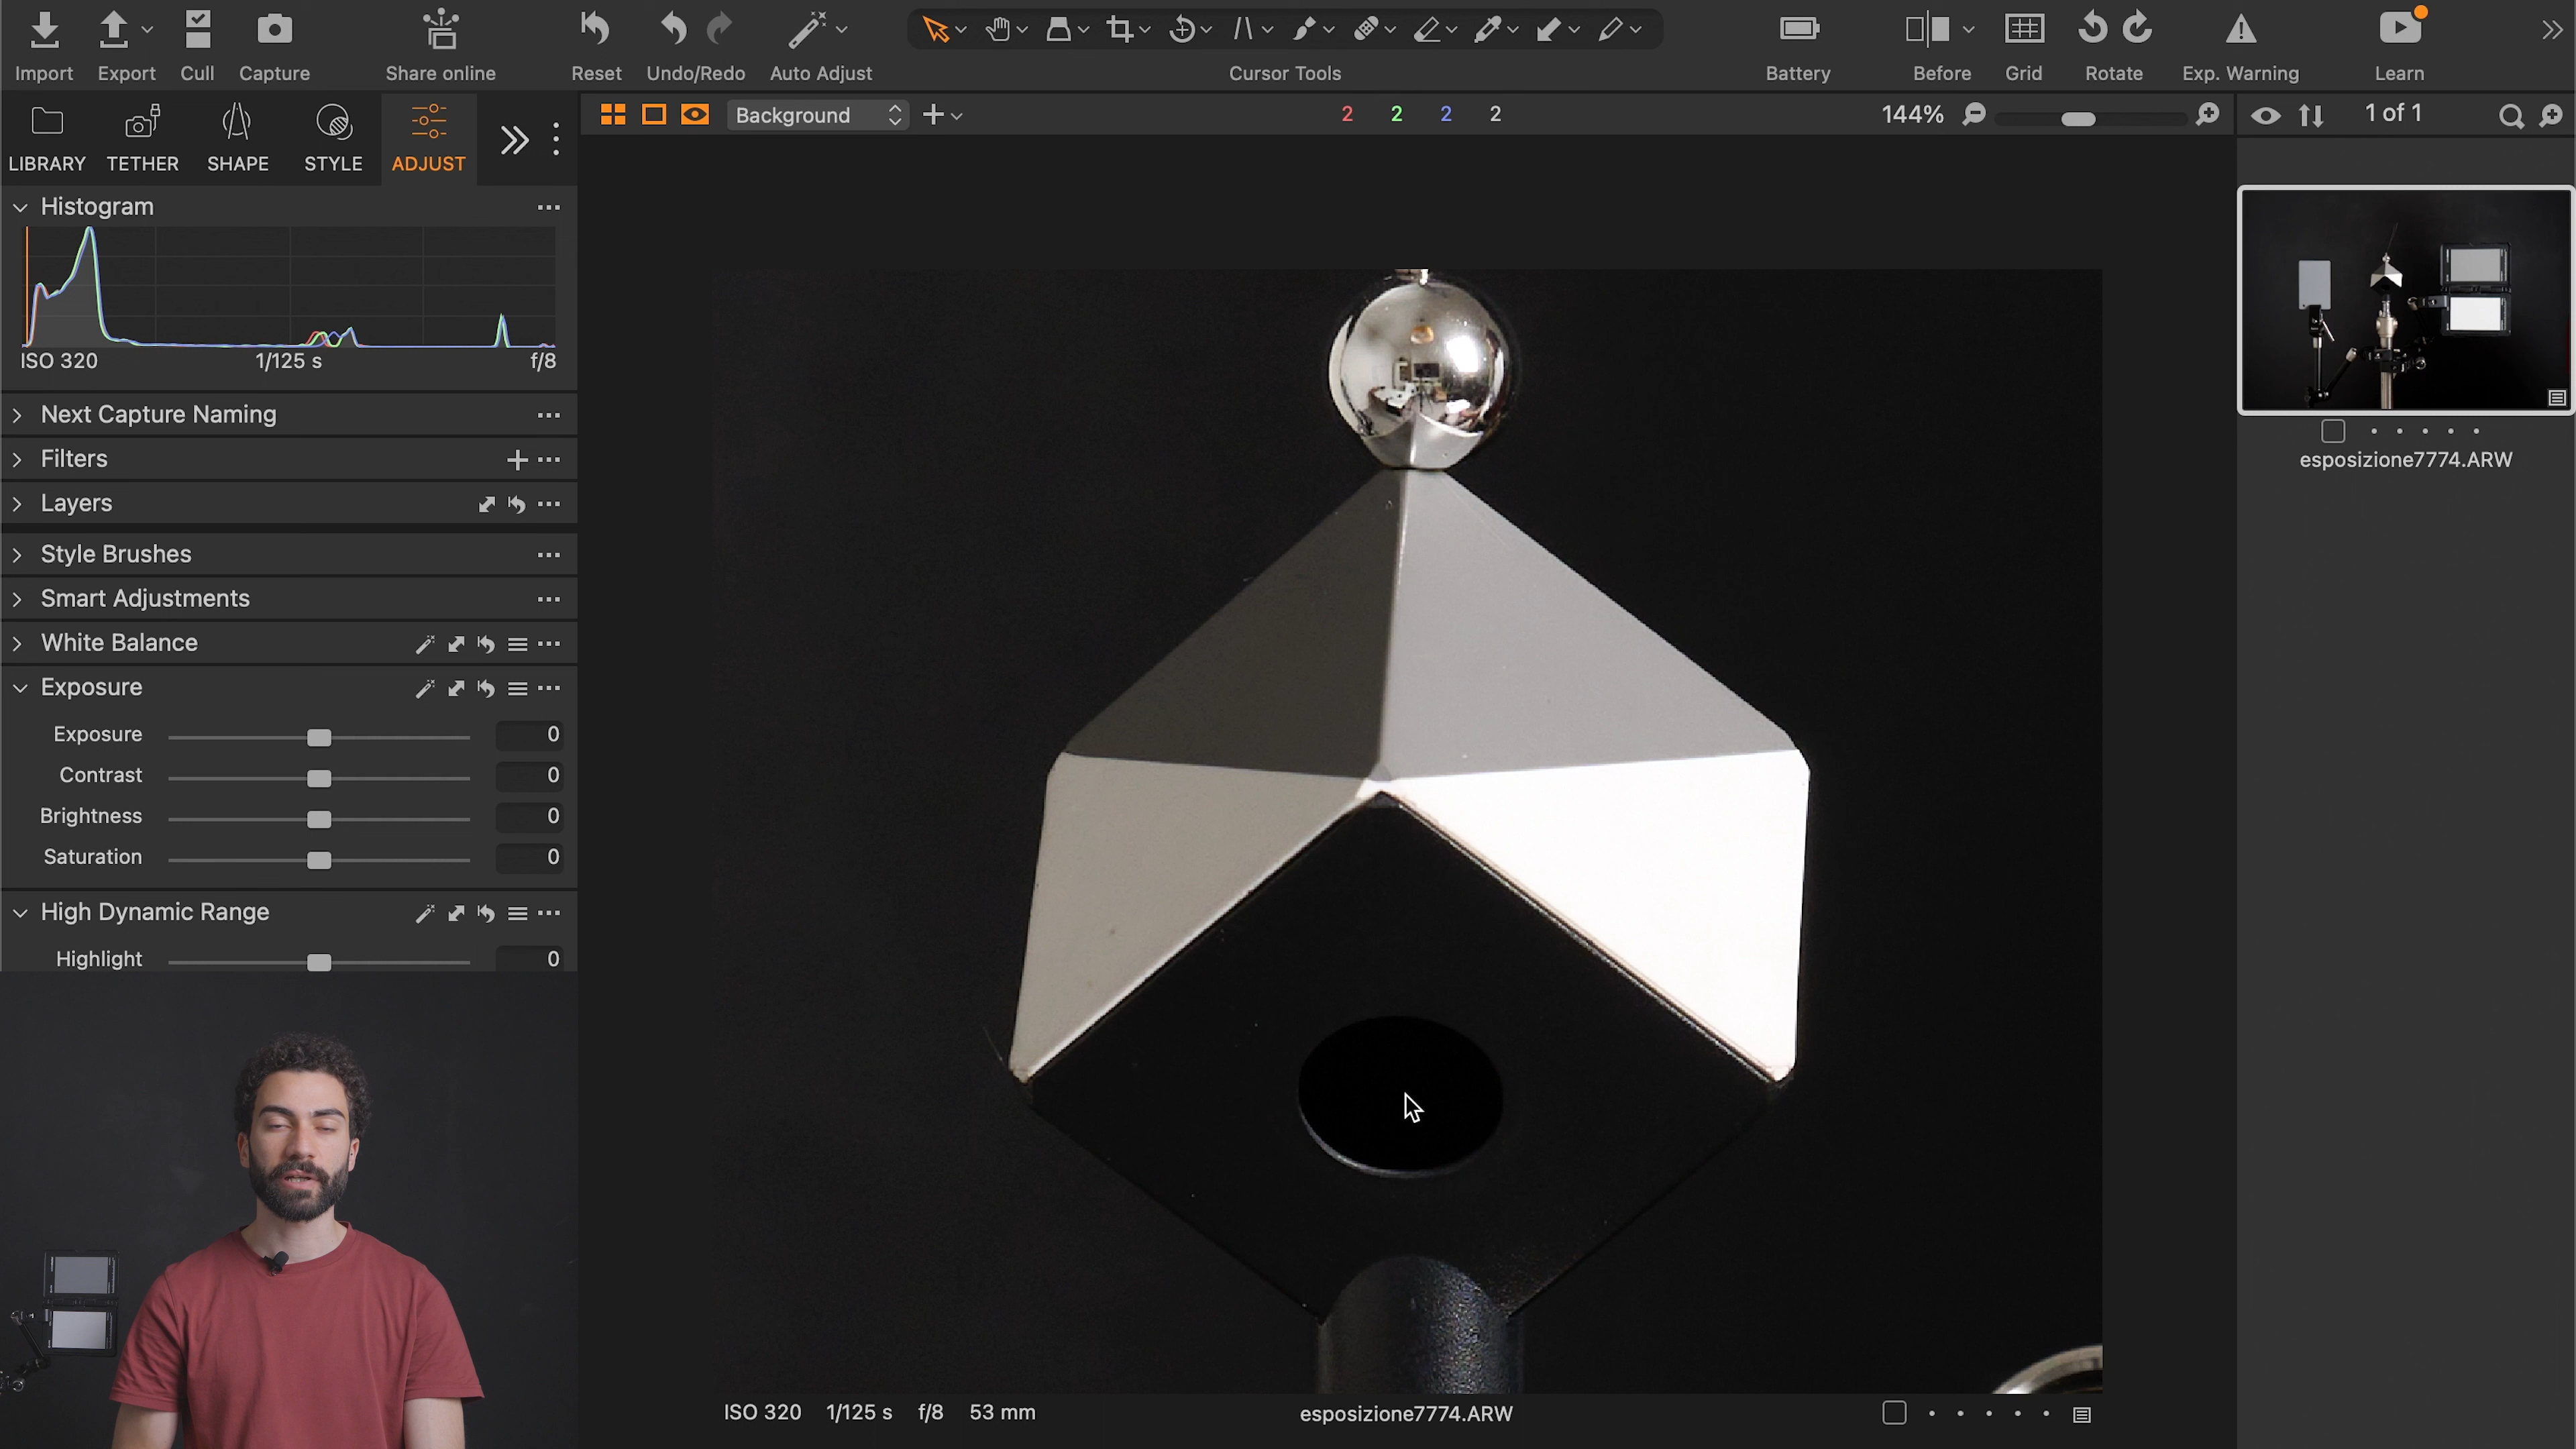 Import Export Cull Capture Share online Reset Undo/Redo Auto Adjust Cursor Tools Battery Before Grid Rotate Exp. Warning Learn
LIBRARY TETHER SHAPE STYLE ADJUST
Background 2 2 2 2 144% 1 of 1
Histogram
ISO 320 1/125 s f/8
Next Capture Naming
Filters
Layers
Style Brushes
Smart Adjustments
White Balance
Exposure
Exposure 0
Contrast 0
Brightness 0
Saturation 0
High Dynamic Range
Highlight 0
esposizione7774.ARW
ISO 320 1/125 s f/8 53 mm esposizione7774.ARW